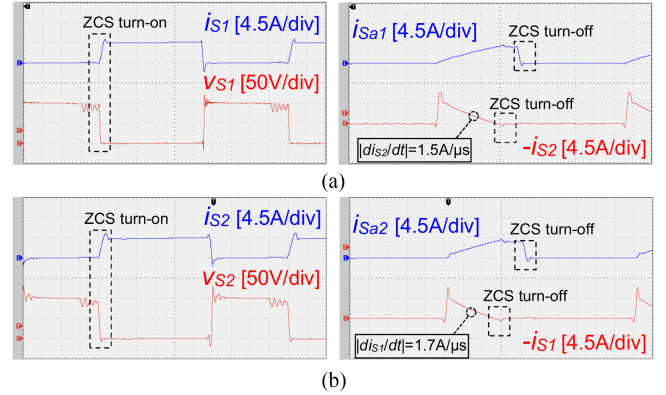 ZCS turn-on
iS1 [4.5A/div]
vS1 [50V/div]
iSa1 [4.5A/div]
ZCS turn-off
ZCS turn-off
|diS2/dt|=1.5A/μs
-iS2 [4.5A/div]
(a)
ZCS turn-on
iS2 [4.5A/div]
vS2 [50V/div]
iSa2 [4.5A/div]
ZCS turn-off
ZCS turn-off
|diS1/dt|=1.7A/μs
-iS1 [4.5A/div]
(b)